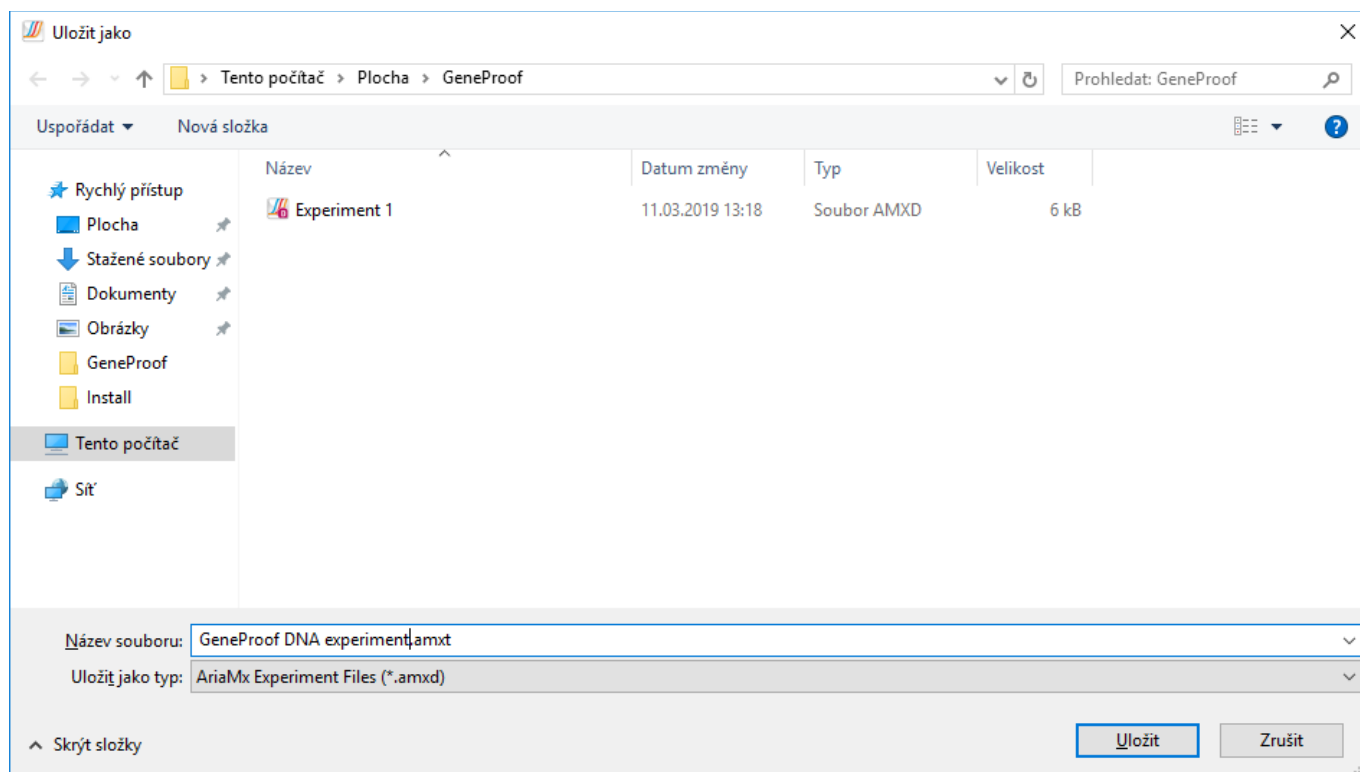 Uložit jako
Tento počítač > Plocha > GeneProof
Prohledat: GeneProof
Uspořádat
Nová složka
Název
Datum změny
Typ
Velikost
Rychlý přístup
Plocha
Stažené soubory
Dokumenty
Obrázky
GeneProof
Install
Tento počítač
Síť
Experiment 1
11.03.2019 13:18
Soubor AMXD
6 kB
Název souboru: GeneProof DNA experiment.amxt
Uložit jako typ: AriaMx Experiment Files (*.amxd)
Skrýt složky
Uložit
Zrušit